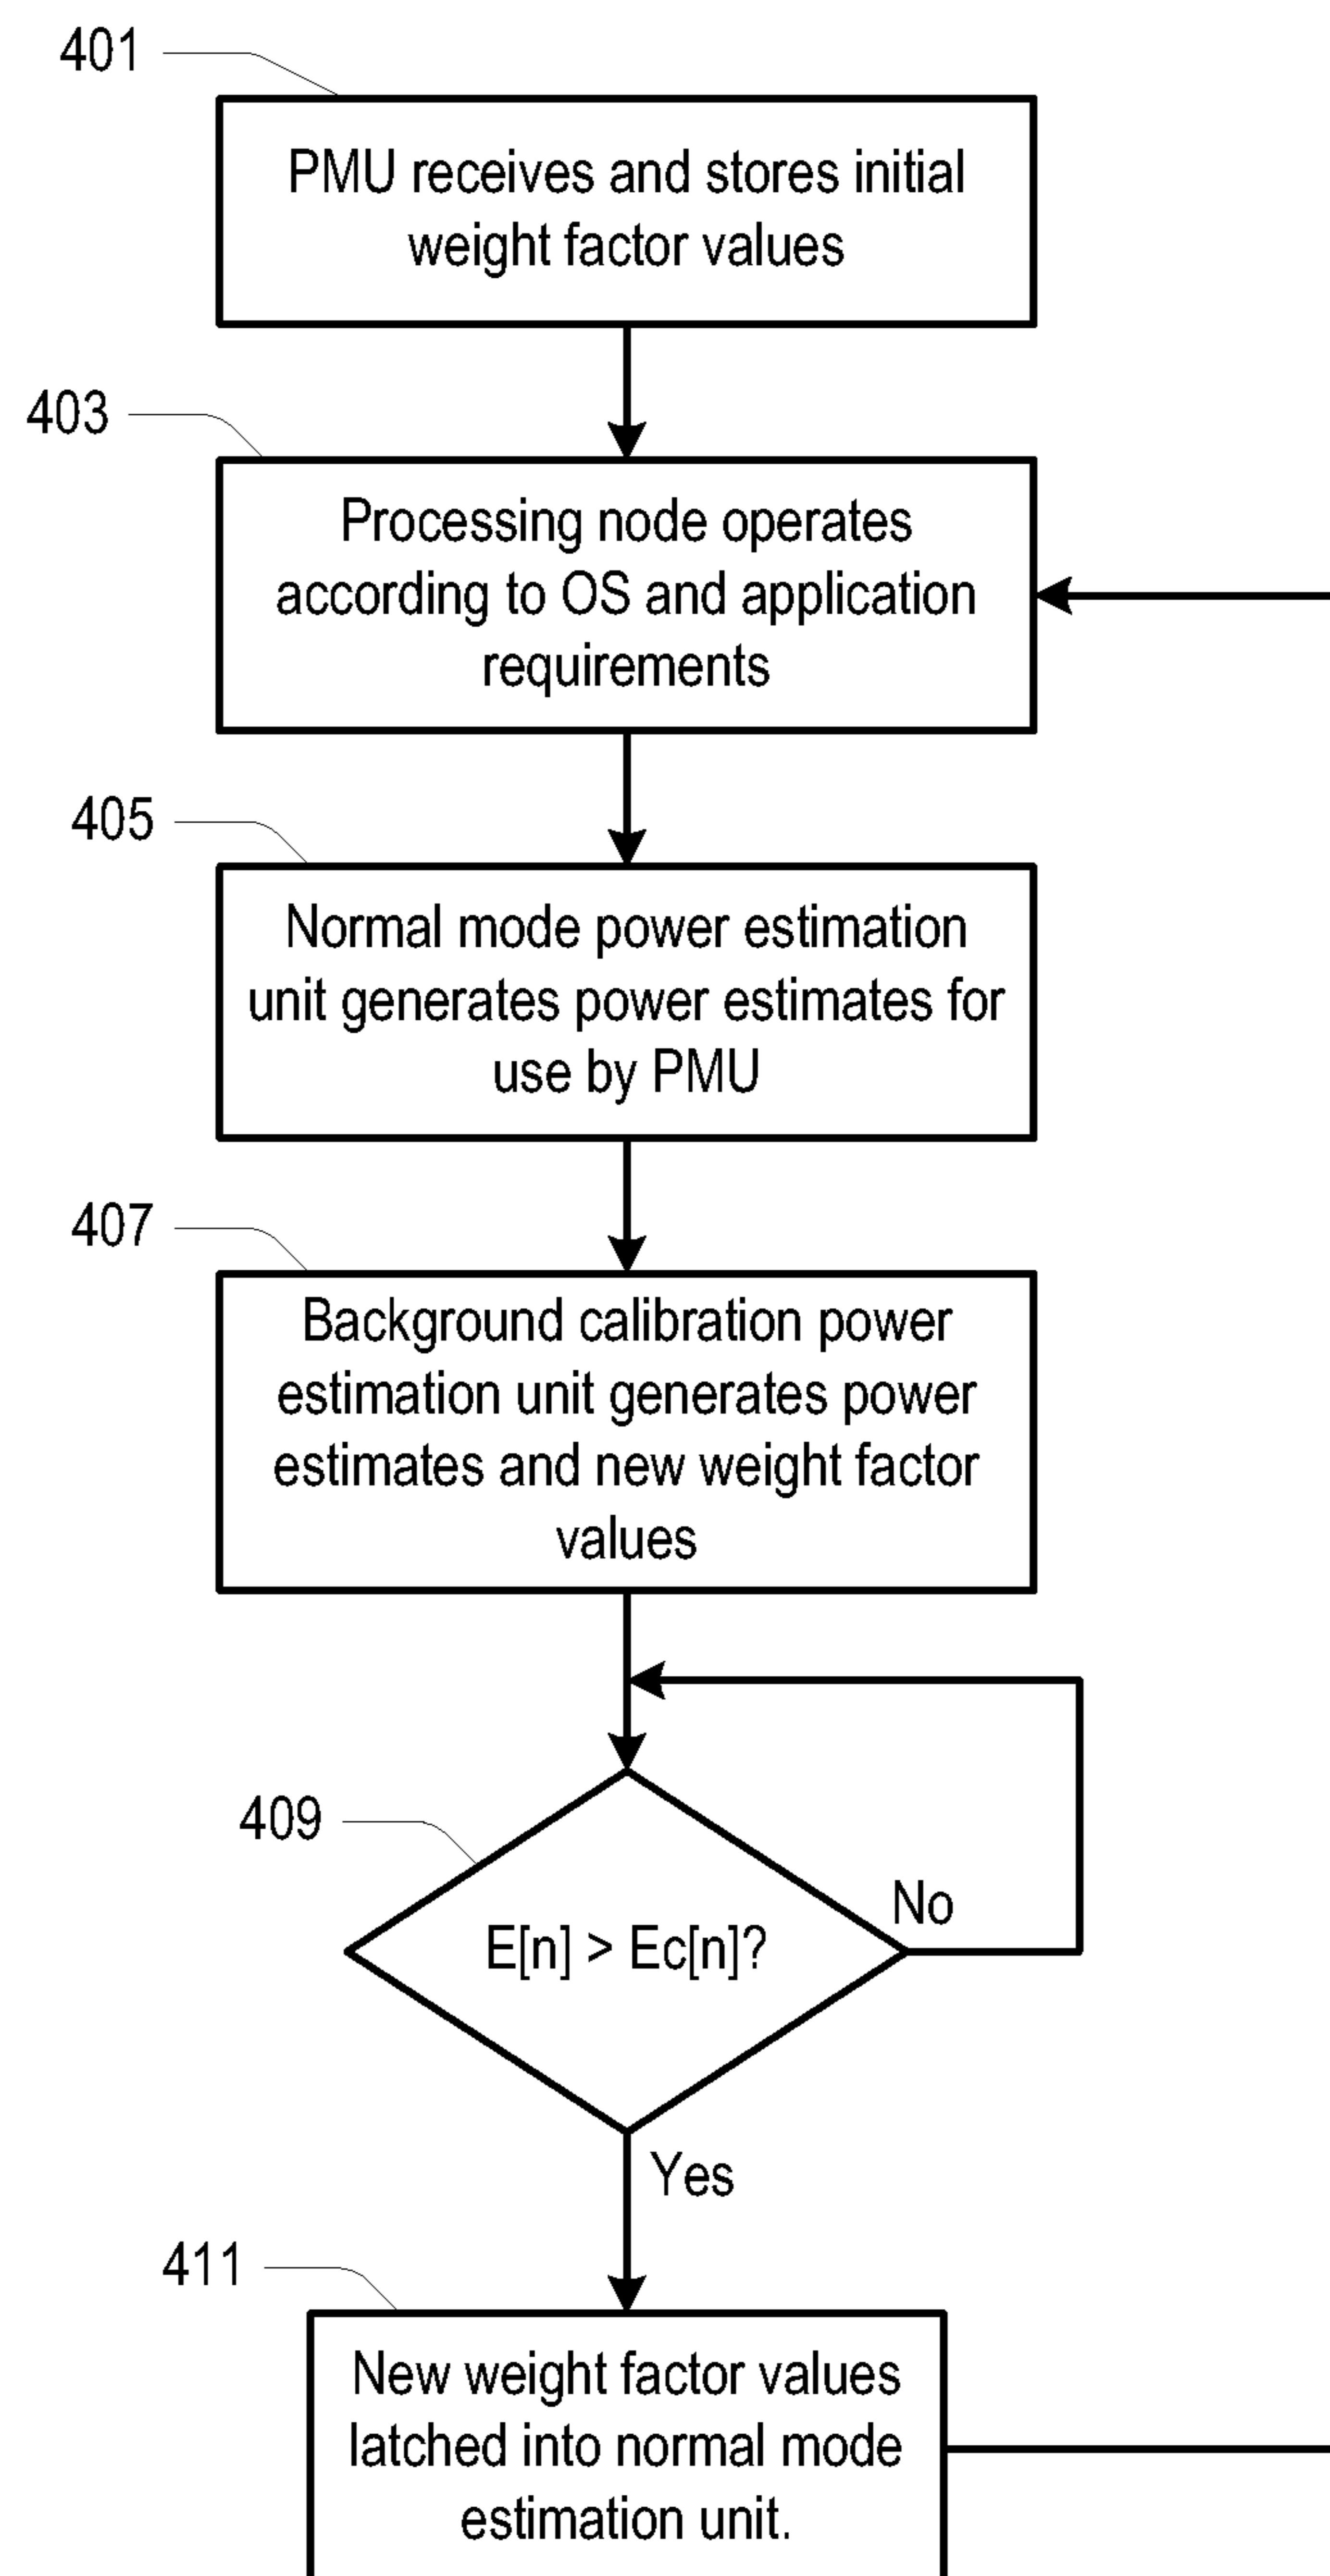 401
PMU receives and stores initial
weight factor values
403
Processing node operates
according to OS and application
requirements
405
Normal mode power estimation
unit generates power estimates for
use by PMU
407
Background calibration power
estimation unit generates power
estimates and new weight factor
values
409
E[n] > Ec[n]?
No
Yes
411
New weight factor values
latched into normal mode
estimation unit.